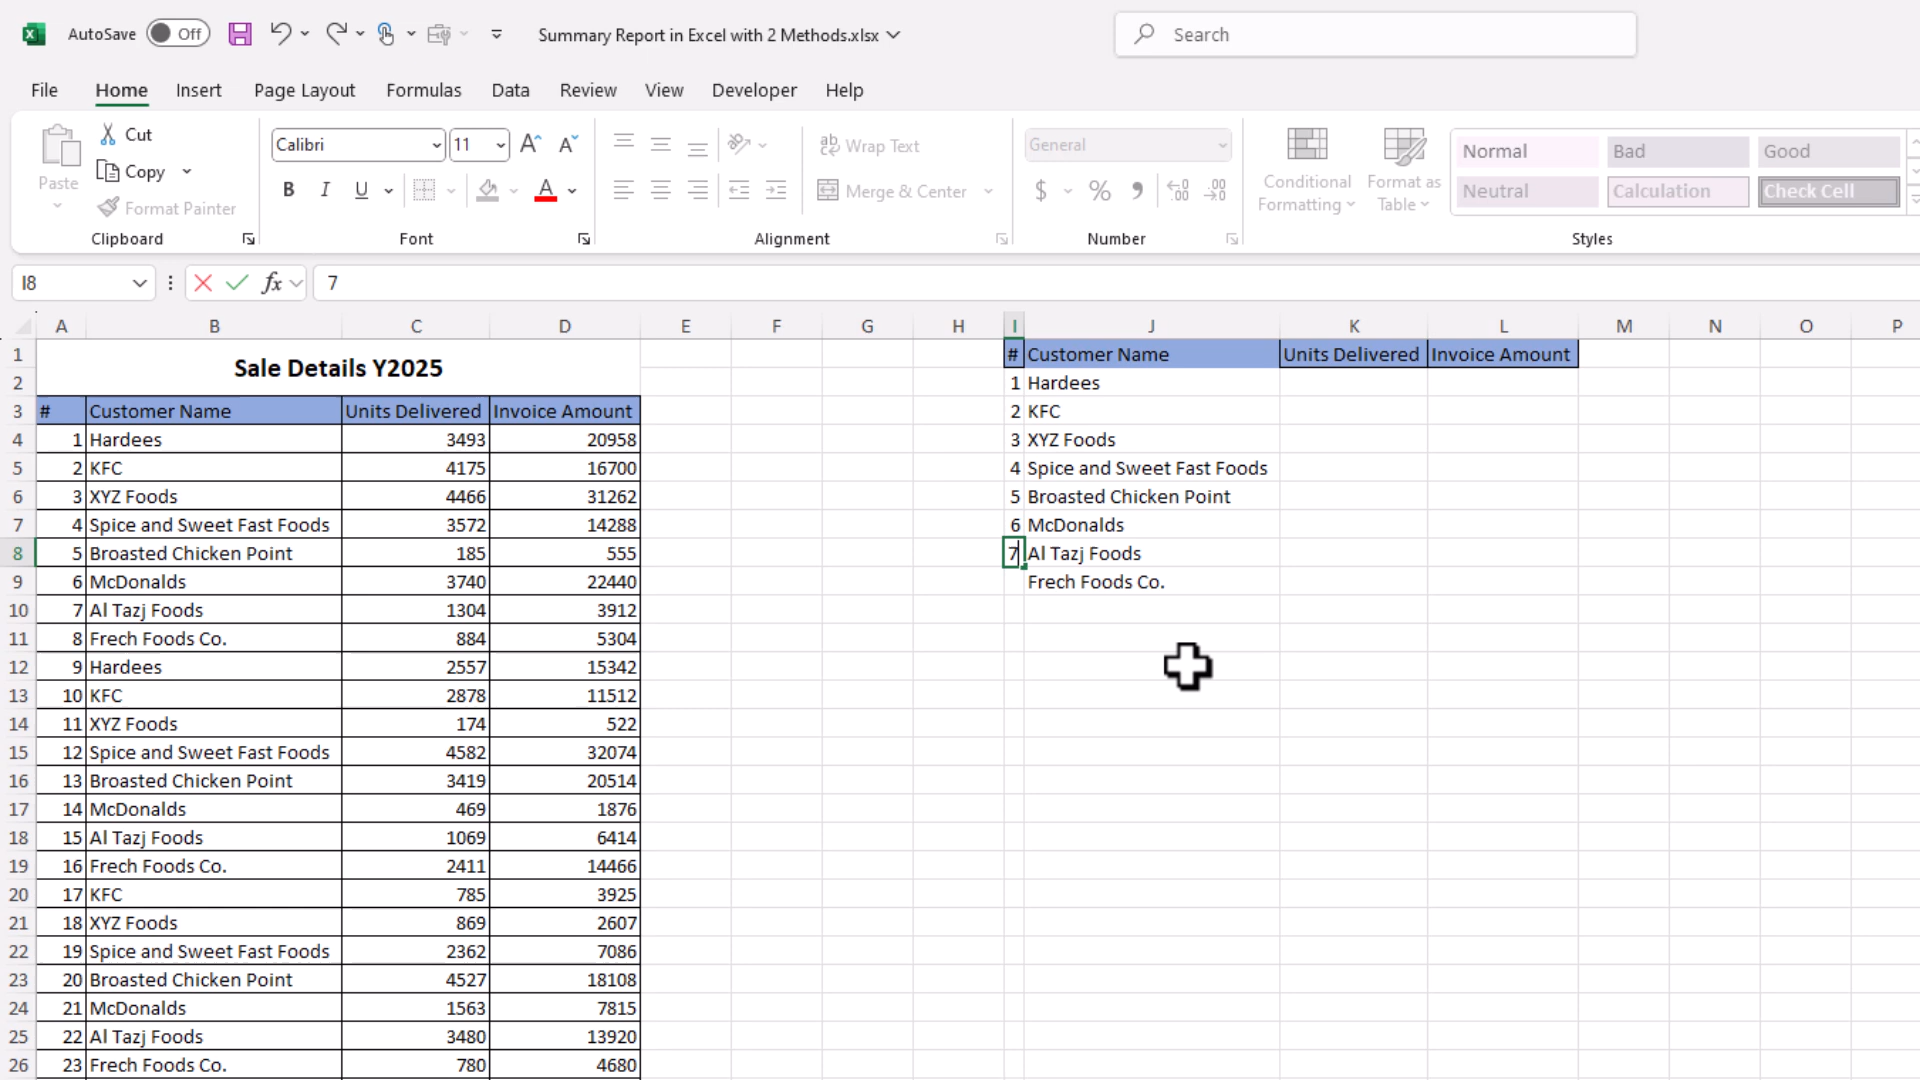 AutoSave Off Summary Report in Excel with 2 Methods.xlsx Search
File Home Insert Page Layout Formulas Data Review View Developer Help
Paste Cut Copy Format Painter
Clipboard
Calibri 11 A A
B I U A
Font
ab Wrap Text
Merge & Center
Alignment
General
$ % 9 .00 .00
Number
Conditional Formatting
Format as Table
Normal Bad Good
Neutral Calculation Check Cell
Styles
I8 fx 7
A B C D E F G H I J K L M N O P
1 # Customer Name Units Delivered Invoice Amount
Sale Details Y2025
2 1 Hardees
3 # Customer Name Units Delivered Invoice Amount 2 KFC
4 1 Hardees 3493 20958 3 XYZ Foods
5 2 KFC 4175 16700 4 Spice and Sweet Fast Foods
6 3 XYZ Foods 4466 31262 5 Broasted Chicken Point
7 4 Spice and Sweet Fast Foods 3572 14288 6 McDonalds
8 5 Broasted Chicken Point 185 555 7 Al Tazj Foods
9 6 McDonalds 3740 22440 Frech Foods Co.
10 7 Al Tazj Foods 1304 3912
11 8 Frech Foods Co. 884 5304
12 9 Hardees 2557 15342
13 10 KFC 2878 11512
14 11 XYZ Foods 174 522
15 12 Spice and Sweet Fast Foods 4582 32074
16 13 Broasted Chicken Point 3419 20514
17 14 McDonalds 469 1876
18 15 Al Tazj Foods 1069 6414
19 16 Frech Foods Co. 2411 14466
20 17 KFC 785 3925
21 18 XYZ Foods 869 2607
22 19 Spice and Sweet Fast Foods 2362 7086
23 20 Broasted Chicken Point 4527 18108
24 21 McDonalds 1563 7815
25 22 Al Tazj Foods 3480 13920
26 23 Frech Foods Co. 780 4680